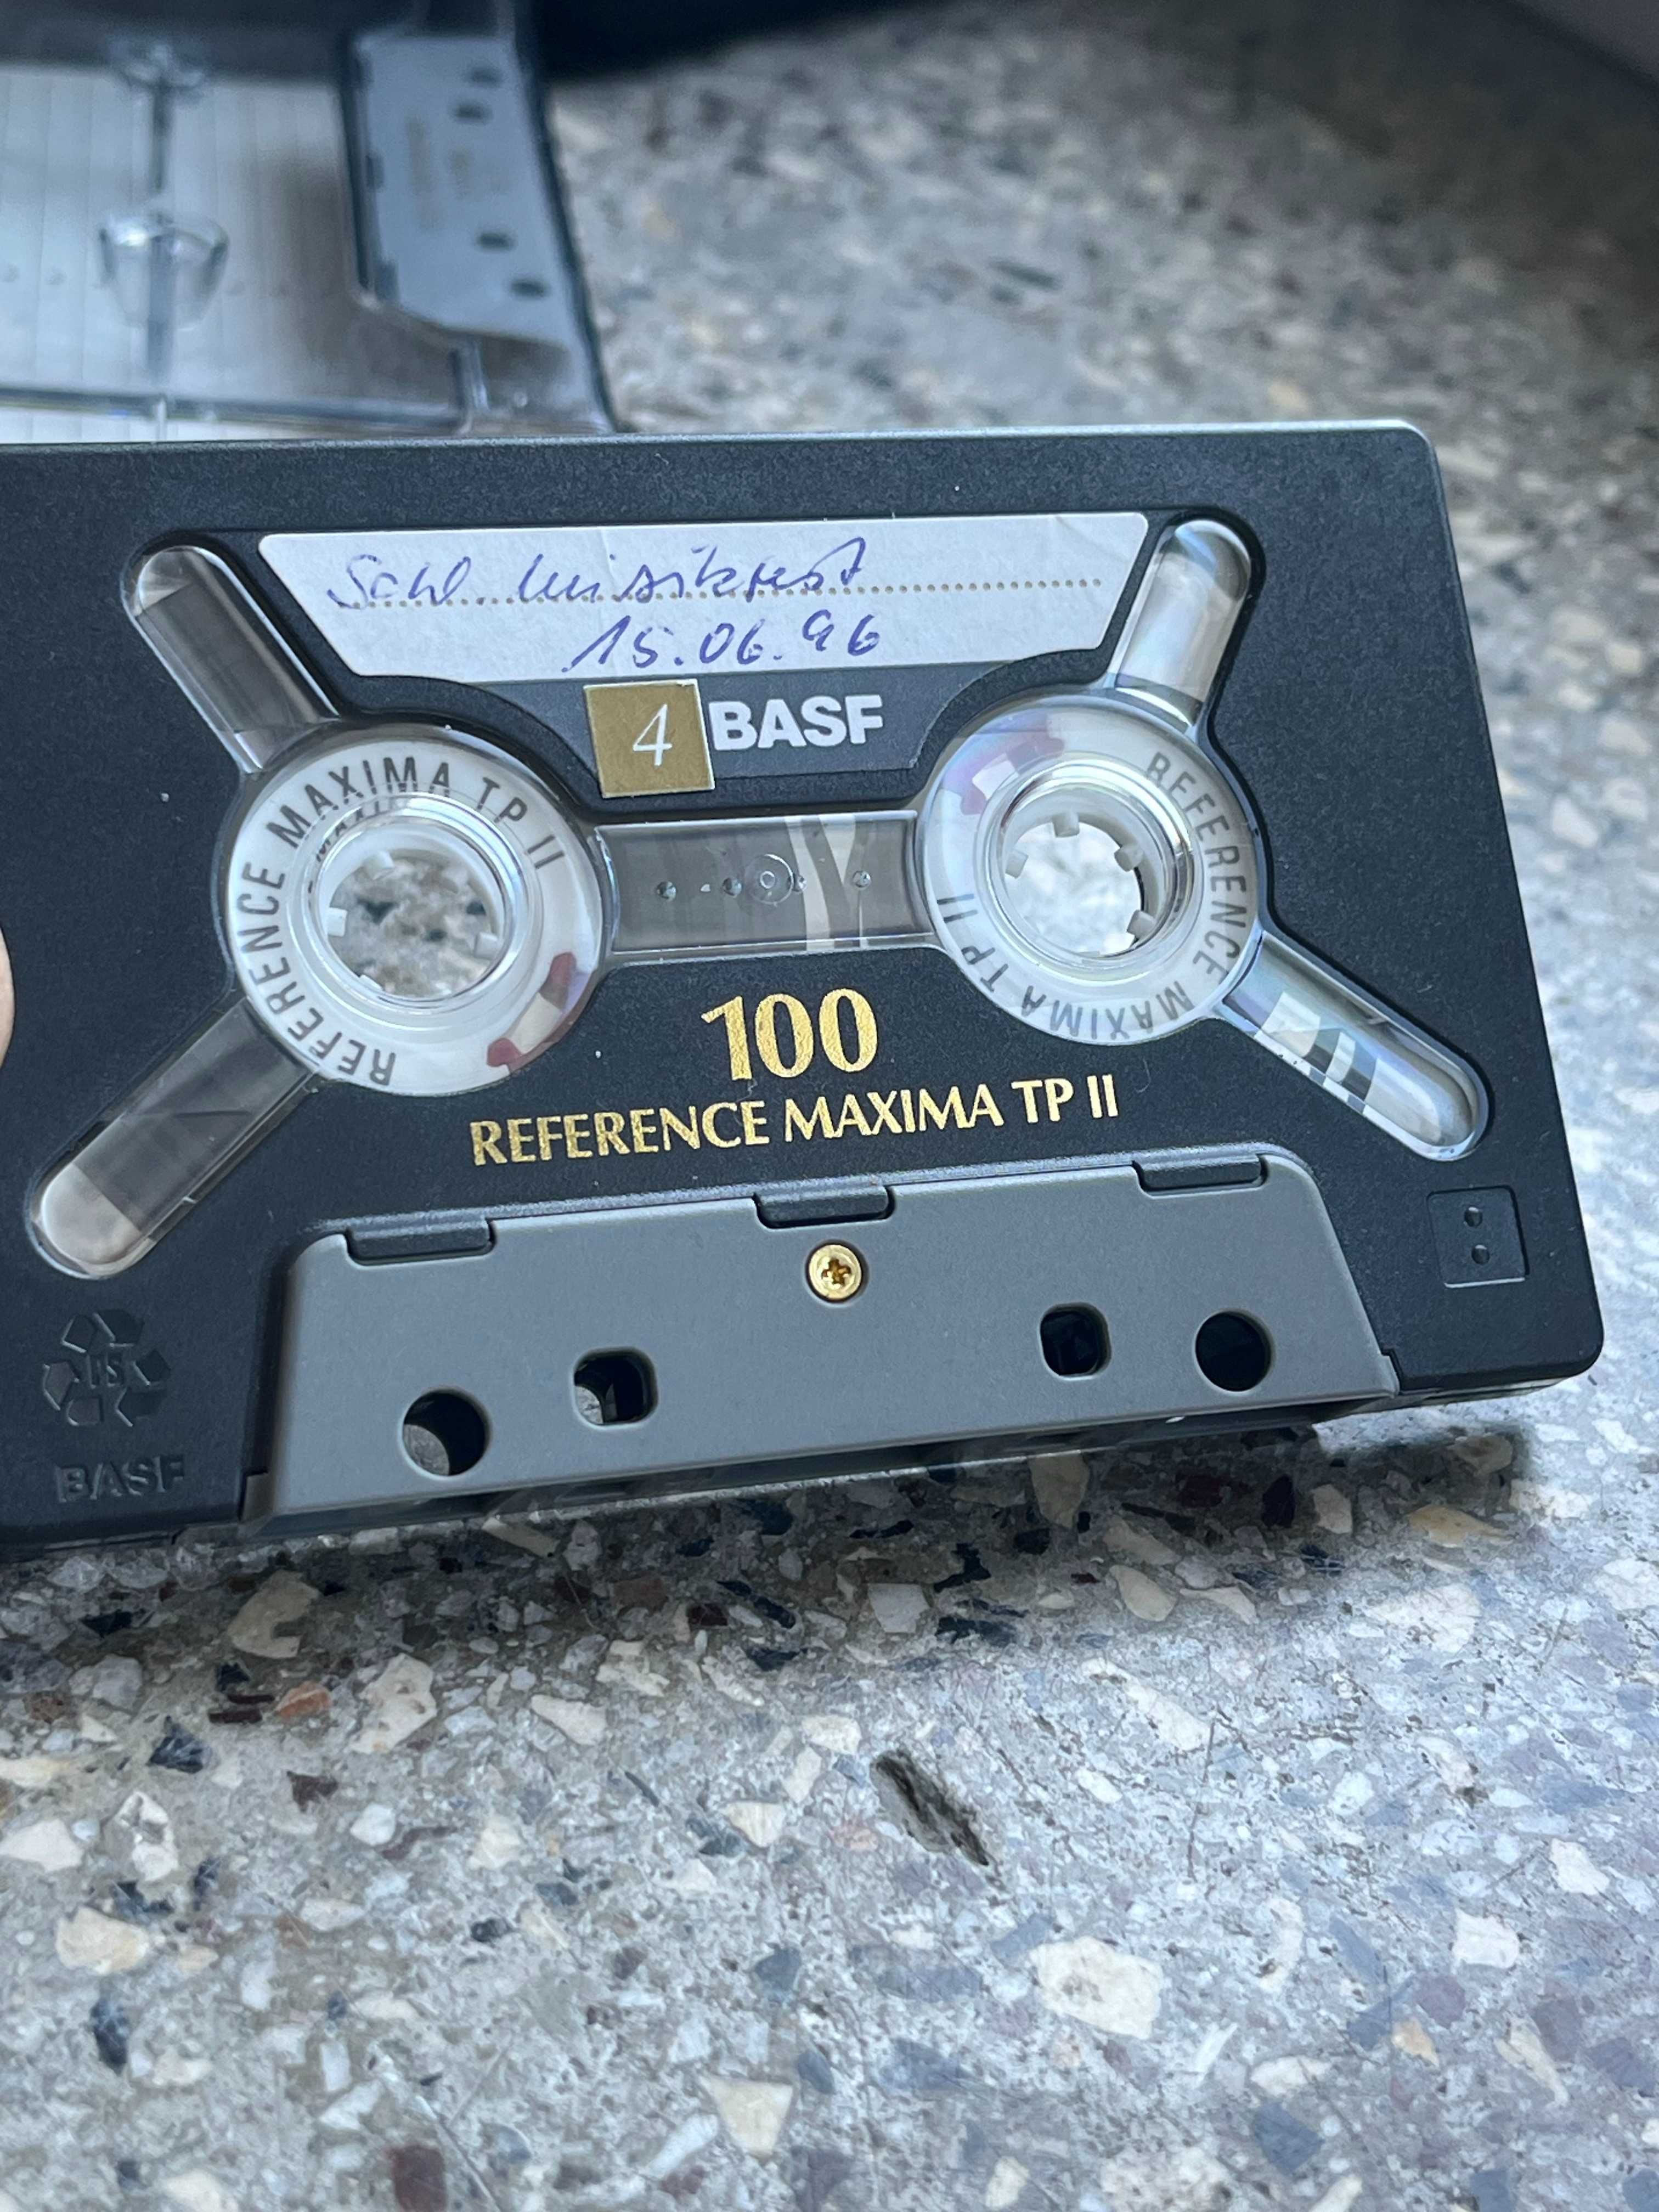 Schl. Musikfest
15.06.96
4 BASF
REFERENCE MAXIMA TP II
REFERENCE MAXIMA TP II
100
REFERENCE MAXIMA TP II
BASF